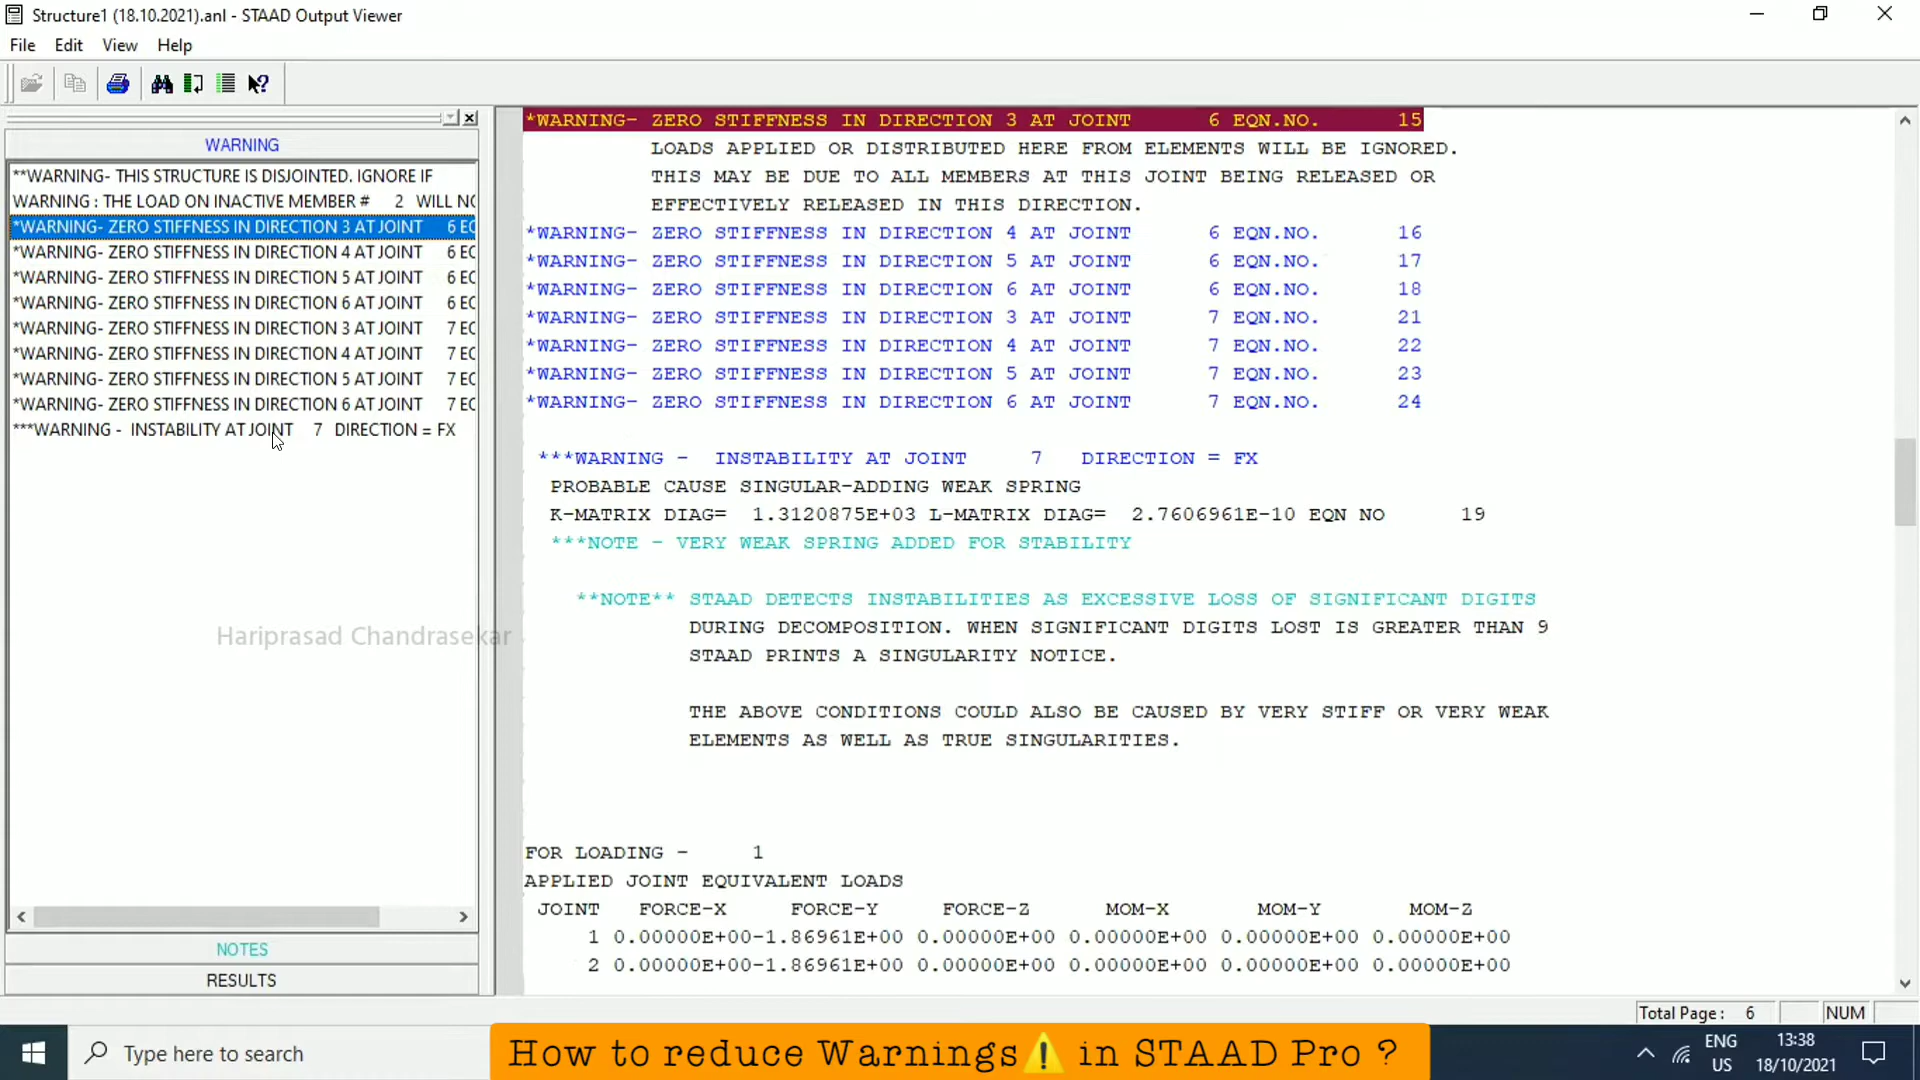 Structure1 (18.10.2021).anl - STAAD Output Viewer
File Edit View Help
WARNING
**WARNING- THIS STRUCTURE IS DISJOINTED. IGNORE IF
WARNING : THE LOAD ON INACTIVE MEMBER # 2 WILL NO
*WARNING- ZERO STIFFNESS IN DIRECTION 3 AT JOINT 6 EQ
*WARNING- ZERO STIFFNESS IN DIRECTION 4 AT JOINT 6 EQ
*WARNING- ZERO STIFFNESS IN DIRECTION 5 AT JOINT 6 EQ
*WARNING- ZERO STIFFNESS IN DIRECTION 6 AT JOINT 6 EQ
*WARNING- ZERO STIFFNESS IN DIRECTION 3 AT JOINT 7 EQ
*WARNING- ZERO STIFFNESS IN DIRECTION 4 AT JOINT 7 EQ
*WARNING- ZERO STIFFNESS IN DIRECTION 5 AT JOINT 7 EQ
*WARNING- ZERO STIFFNESS IN DIRECTION 6 AT JOINT 7 EQ
***WARNING - INSTABILITY AT JOINT 7 DIRECTION = FX
Hariprasad Chandrasekar
NOTES
RESULTS
*WARNING- ZERO STIFFNESS IN DIRECTION 3 AT JOINT 6 EQN.NO. 15
LOADS APPLIED OR DISTRIBUTED HERE FROM ELEMENTS WILL BE IGNORED.
THIS MAY BE DUE TO ALL MEMBERS AT THIS JOINT BEING RELEASED OR
EFFECTIVELY RELEASED IN THIS DIRECTION.
*WARNING- ZERO STIFFNESS IN DIRECTION 4 AT JOINT 6 EQN.NO. 16
*WARNING- ZERO STIFFNESS IN DIRECTION 5 AT JOINT 6 EQN.NO. 17
*WARNING- ZERO STIFFNESS IN DIRECTION 6 AT JOINT 6 EQN.NO. 18
*WARNING- ZERO STIFFNESS IN DIRECTION 3 AT JOINT 7 EQN.NO. 21
*WARNING- ZERO STIFFNESS IN DIRECTION 4 AT JOINT 7 EQN.NO. 22
*WARNING- ZERO STIFFNESS IN DIRECTION 5 AT JOINT 7 EQN.NO. 23
*WARNING- ZERO STIFFNESS IN DIRECTION 6 AT JOINT 7 EQN.NO. 24
***WARNING - INSTABILITY AT JOINT 7 DIRECTION = FX
PROBABLE CAUSE SINGULAR-ADDING WEAK SPRING
K-MATRIX DIAG= 1.3120875E+03 L-MATRIX DIAG= 2.7606961E-10 EQN NO 19
***NOTE - VERY WEAK SPRING ADDED FOR STABILITY
**NOTE** STAAD DETECTS INSTABILITIES AS EXCESSIVE LOSS OF SIGNIFICANT DIGITS
DURING DECOMPOSITION. WHEN SIGNIFICANT DIGITS LOST IS GREATER THAN 9
STAAD PRINTS A SINGULARITY NOTICE.
THE ABOVE CONDITIONS COULD ALSO BE CAUSED BY VERY STIFF OR VERY WEAK
ELEMENTS AS WELL AS TRUE SINGULARITIES.
FOR LOADING - 1
APPLIED JOINT EQUIVALENT LOADS
JOINT FORCE-X FORCE-Y FORCE-Z MOM-X MOM-Y MOM-Z
1 0.00000E+00-1.86961E+00 0.00000E+00 0.00000E+00 0.00000E+00 0.00000E+00
2 0.00000E+00-1.86961E+00 0.00000E+00 0.00000E+00 0.00000E+00 0.00000E+00
Total Page : 6 NUM
Type here to search
How to reduce Warnings⚠️ in STAAD Pro ?
ENG
US
13:38
18/10/2021